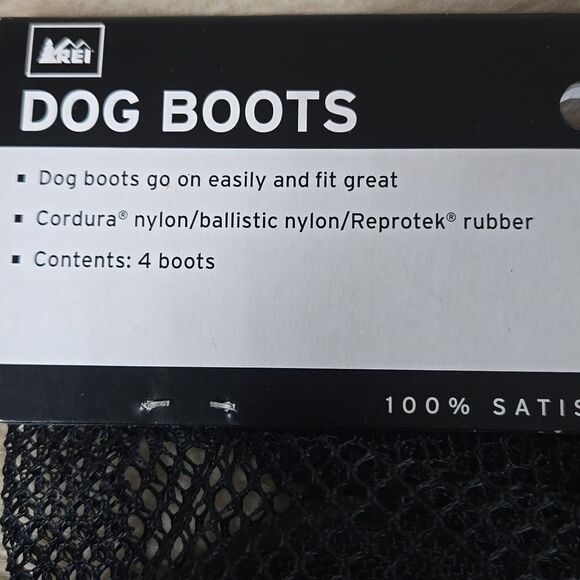 REI
DOG BOOTS
▪ Dog boots go on easily and fit great
▪ Cordura® nylon/ballistic nylon/Reprotek® rubber
▪ Contents: 4 boots
100% SATIS